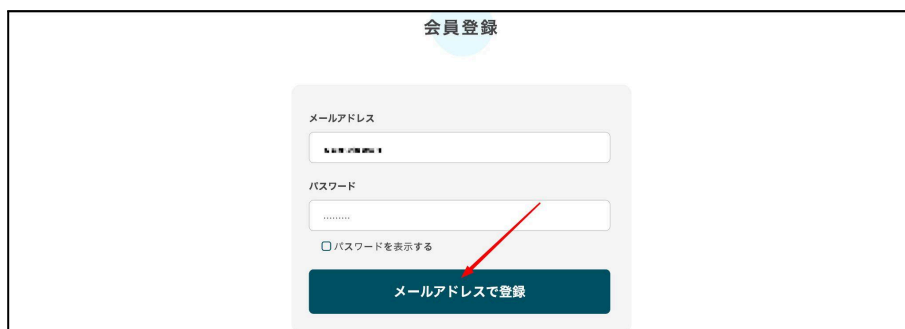 会員登録
メールアドレス
パスワード
.........
パスワードを表示する
メールアドレスで登録